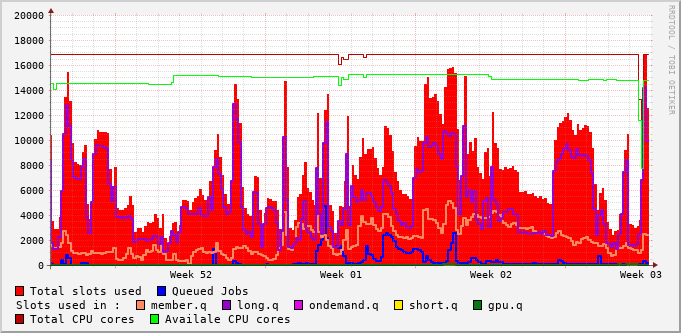 20000
18000
16000
14000
12000
10000
8000
6000
4000
2000
0
Week 52 Week 01 Week 02 Week 03
RRDTOOL / TOBI OETIKER
Total slots used Queued Jobs
Slots used in : member.q long.q ondemand.q short.q gpu.q
Total CPU cores Availale CPU cores